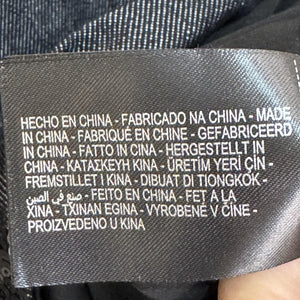 HECHO EN CHINA - FABRICADO NA CHINA - MADE
IN CHINA - FABRIQUÉ EN CHINE - GEFABRICEERD
IN CHINA - FATTO IN CINA - HERGESTELLT IN
CHINA - ΚΑΤΑΣΚΕΥΗ ΚΙΝΑ - ÜRETİM YERİ ÇİN -
FREMSTILLET I KINA - DIBUAT DI TIONGKOK -
صنع في الصين - FEITO EN CHINA - FET A LA
XINA - TXINAN EGINA - VYROBENÉ V ČÍNE -
PROIZVEDENO U KINA